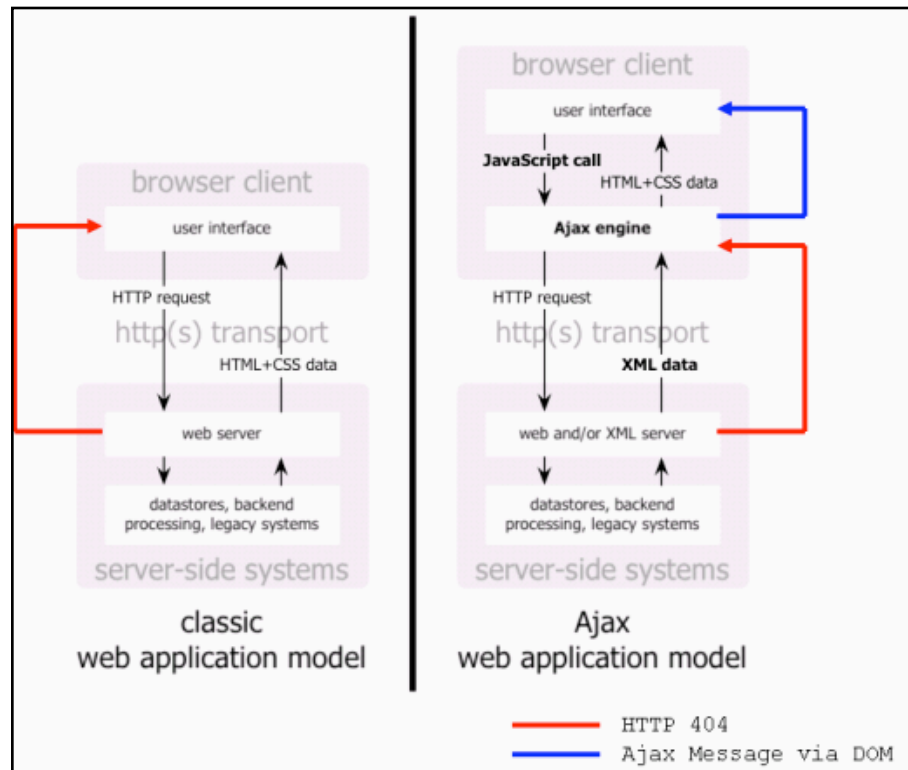 browser client
user interface
HTTP request
http(s) transport
HTML+CSS data
web server
datastores, backend
processing, legacy systems
server-side systems
classic
web application model
browser client
user interface
JavaScript call
HTML+CSS data
Ajax engine
HTTP request
http(s) transport
XML data
web and/or XML server
datastores, backend
processing, legacy systems
server-side systems
Ajax
web application model
HTTP 404
Ajax Message via DOM